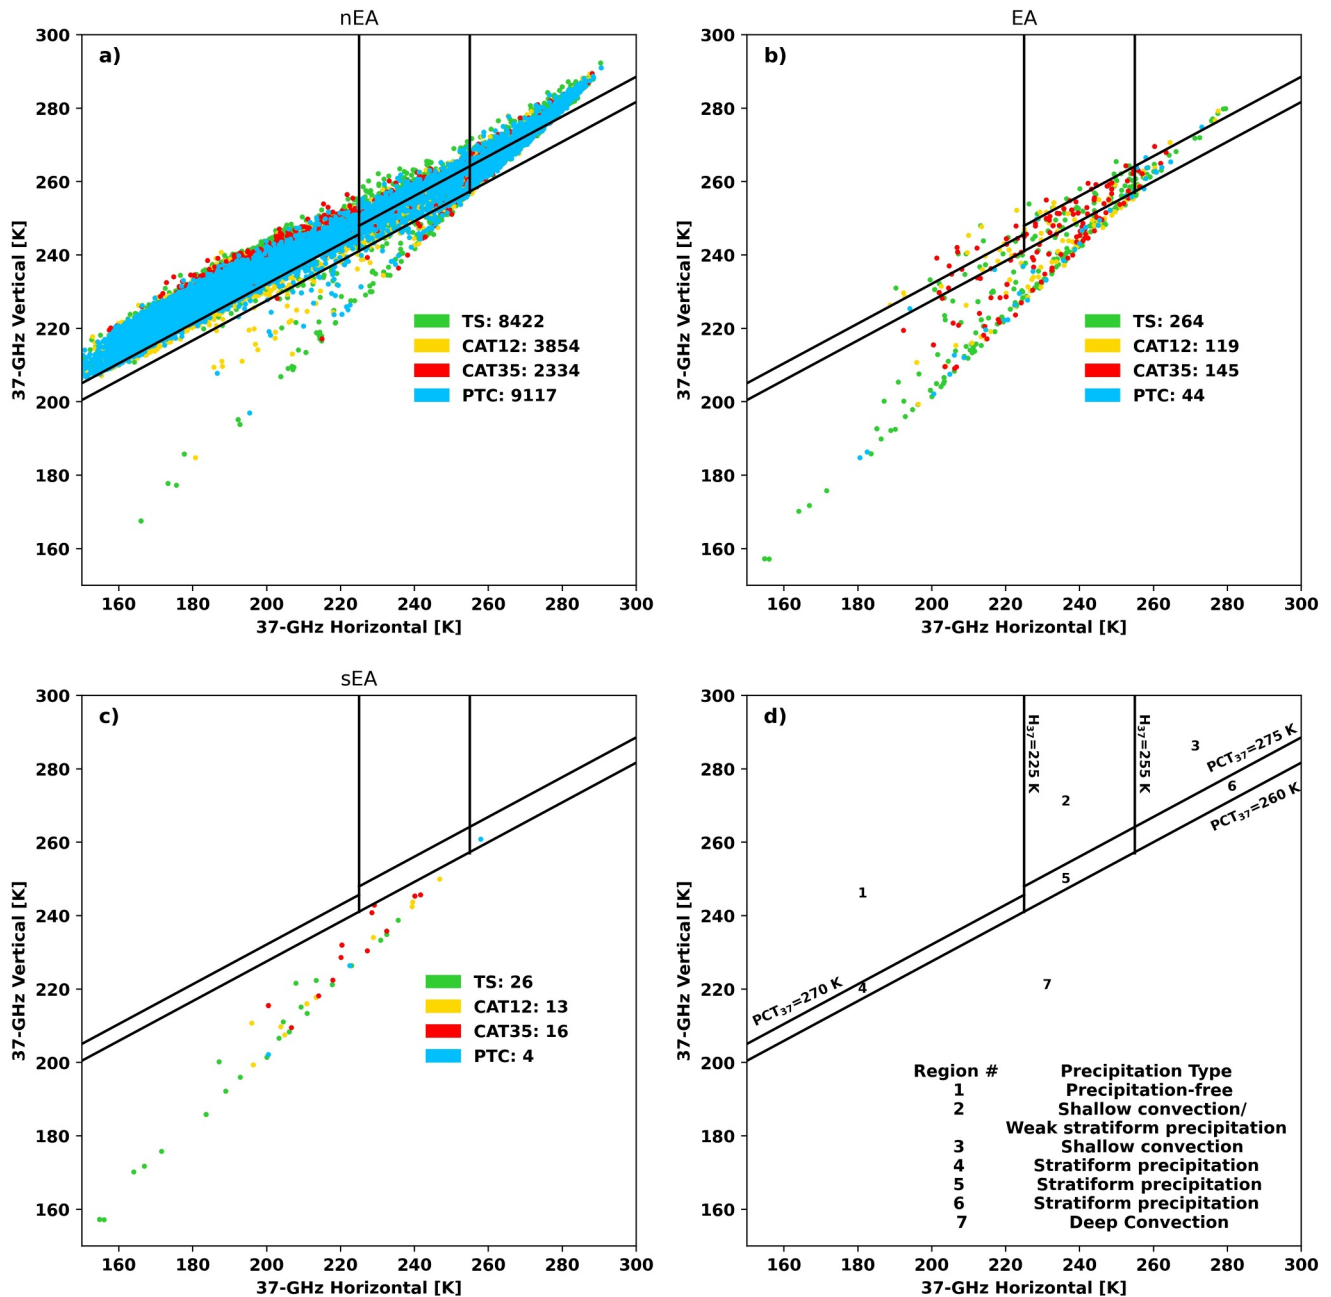 nEA
a)
300
280
260
240
220
200
180
160
37-GHz Vertical [K]
TS: 8422
CAT12: 3854
CAT35: 2334
PTC: 9117
160 180 200 220 240 260 280 300
37-GHz Horizontal [K]
EA
b)
300
280
260
240
220
200
180
160
37-GHz Vertical [K]
TS: 264
CAT12: 119
CAT35: 145
PTC: 44
160 180 200 220 240 260 280 300
37-GHz Horizontal [K]
sEA
c)
300
280
260
240
220
200
180
160
37-GHz Vertical [K]
TS: 26
CAT12: 13
CAT35: 16
PTC: 4
160 180 200 220 240 260 280 300
37-GHz Horizontal [K]
d)
300
280
260
240
220
200
180
160
37-GHz Vertical [K]
H₃₇=225 K
H₃₇=255 K
3
PCT₃₇=275 K
2
6
PCT₃₇=260 K
1
5
PCT₃₇=270 K
4
7
Region # Precipitation Type
1 Precipitation-free
2 Shallow convection/
Weak stratiform precipitation
3 Shallow convection
4 Stratiform precipitation
5 Stratiform precipitation
6 Stratiform precipitation
7 Deep Convection
160 180 200 220 240 260 280 300
37-GHz Horizontal [K]